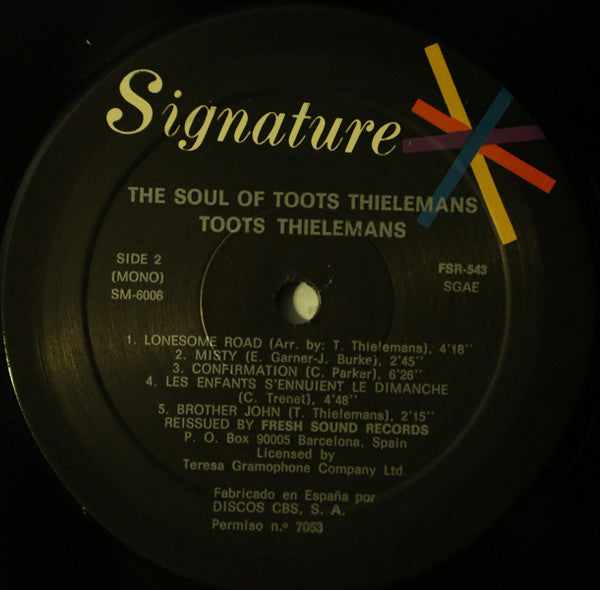 Signature
THE SOUL OF TOOTS THIELEMANS
TOOTS THIELEMANS
SIDE 2
(MONO)
SM-6006
FSR-543
SGAE
1. LONESOME ROAD (Arr. by: T. Thielemans), 4'18''
2. MISTY (E. Garner-J. Burke), 2'45''
3. CONFIRMATION (C. Parker), 6'26''
4. LES ENFANTS S'ENNUIENT LE DIMANCHE
(C. Trenet), 4'48''
5. BROTHER JOHN (T. Thielemans), 2'15''
REISSUED BY FRESH SOUND RECORDS
P. O. Box 90005 Barcelona, Spain
Licensed by
Teresa Gramophone Company Ltd.
Fabricado en España por
DISCOS CBS, S. A.
Permiso n.º 7053